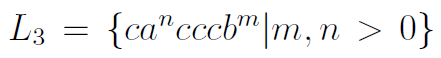 L₃ = {caⁿcccbᵐ|m, n > 0}